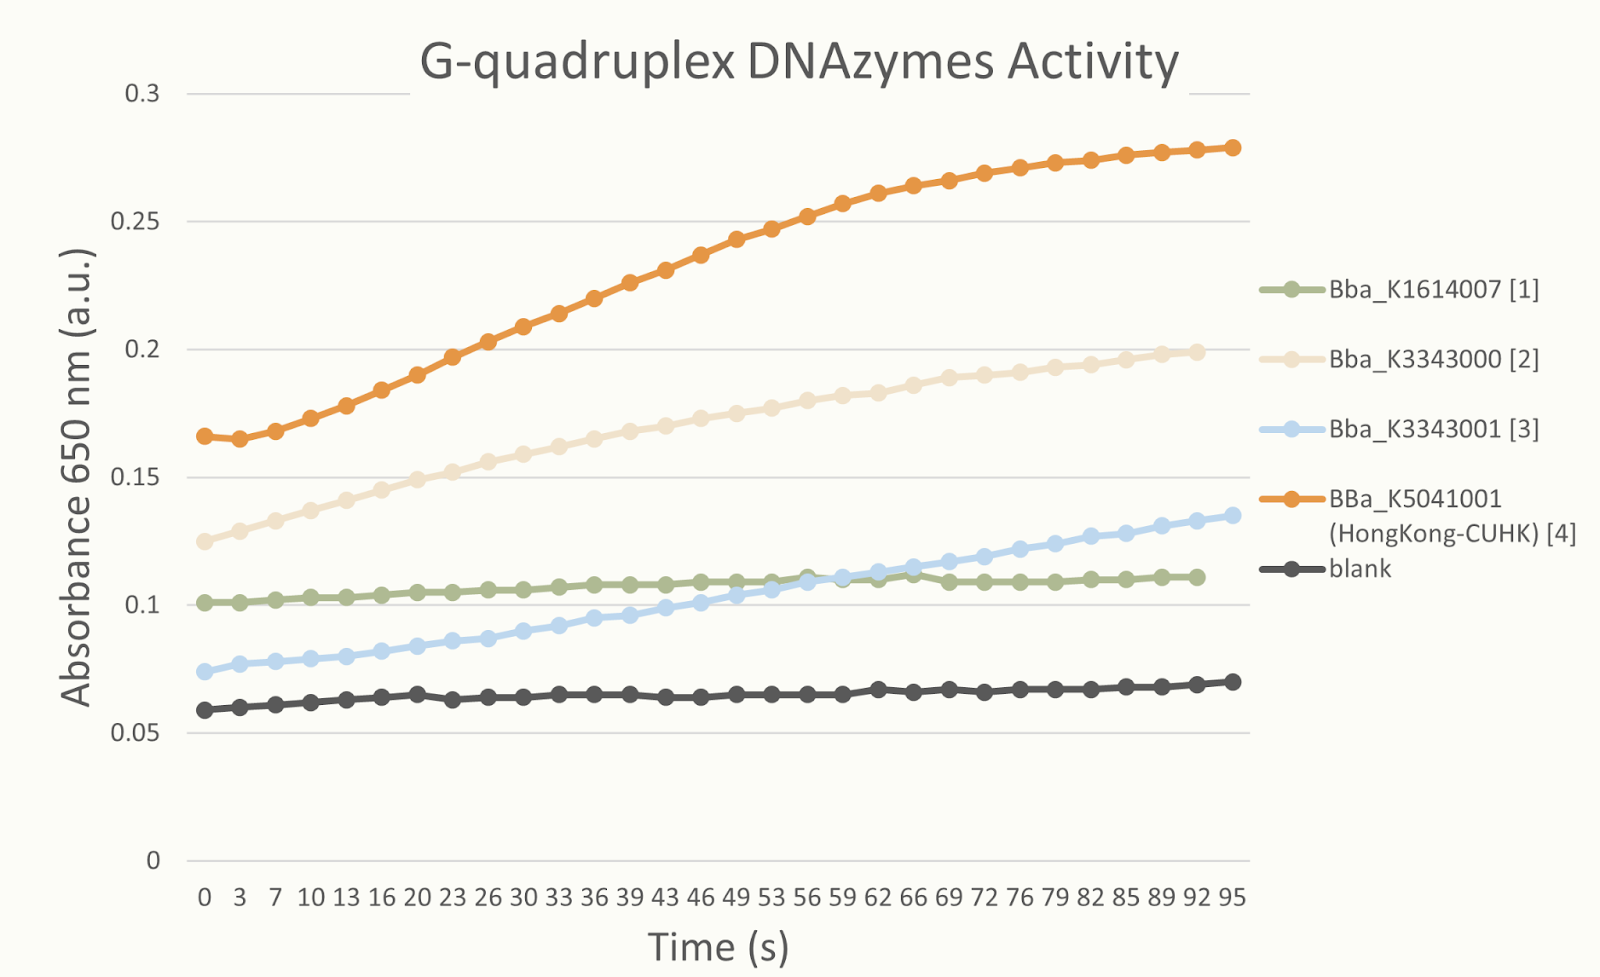 G-quadruplex DNAzymes Activity
0.3
0.25
0.2
0.15
0.1
0.05
0
Absorbance 650 nm (a.u.)
0 3 7 10 13 16 20 23 26 30 33 36 39 43 46 49 53 56 59 62 66 69 72 76 79 82 85 89 92 95
Time (s)
Bba_K1614007 [1]
Bba_K3343000 [2]
Bba_K3343001 [3]
BBa_K5041001
(HongKong-CUHK) [4]
blank